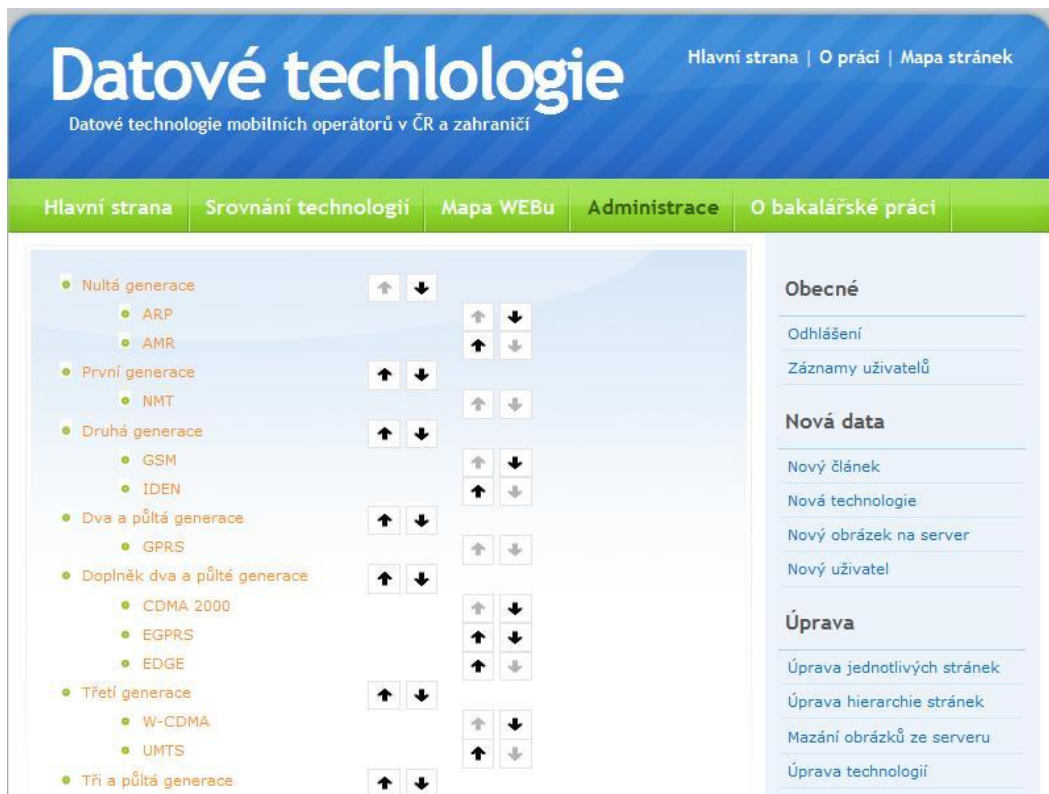 Datové techlologie
Datové technologie mobilních operátorů v ČR a zahraničí
Hlavní strana | O práci | Mapa stránek
Hlavní strana Srovnání technologií Mapa WEBu Administrace O bakalářské práci
Nultá generace
ARP
AMR
První generace
NMT
Druhá generace
GSM
IDEN
Dva a půltá generace
GPRS
Doplněk dva a půlté generace
CDMA 2000
EGPRS
EDGE
Třetí generace
W-CDMA
UMTS
Tři a půltá generace
Obecné
Odhlášení
Záznamy uživatelů
Nová data
Nový článek
Nová technologie
Nový obrázek na server
Nový uživatel
Úprava
Úprava jednotlivých stránek
Úprava hierarchie stránek
Mazání obrázků ze serveru
Úprava technologií